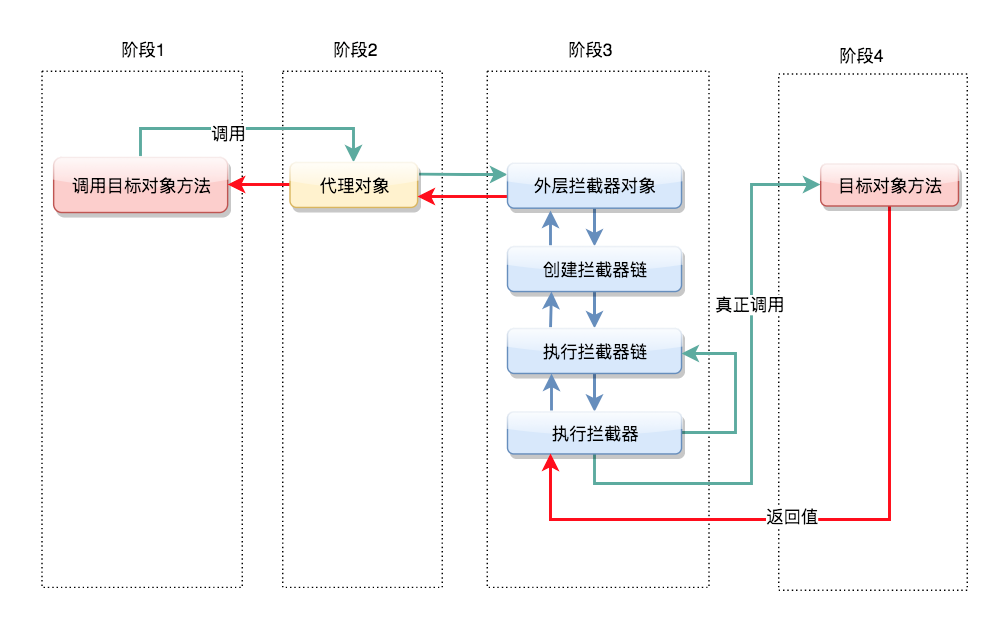 阶段1
阶段2
阶段3
阶段4
调用
调用目标对象方法
代理对象
外层拦截器对象
目标对象方法
创建拦截器链
真正调用
执行拦截器链
执行拦截器
返回值